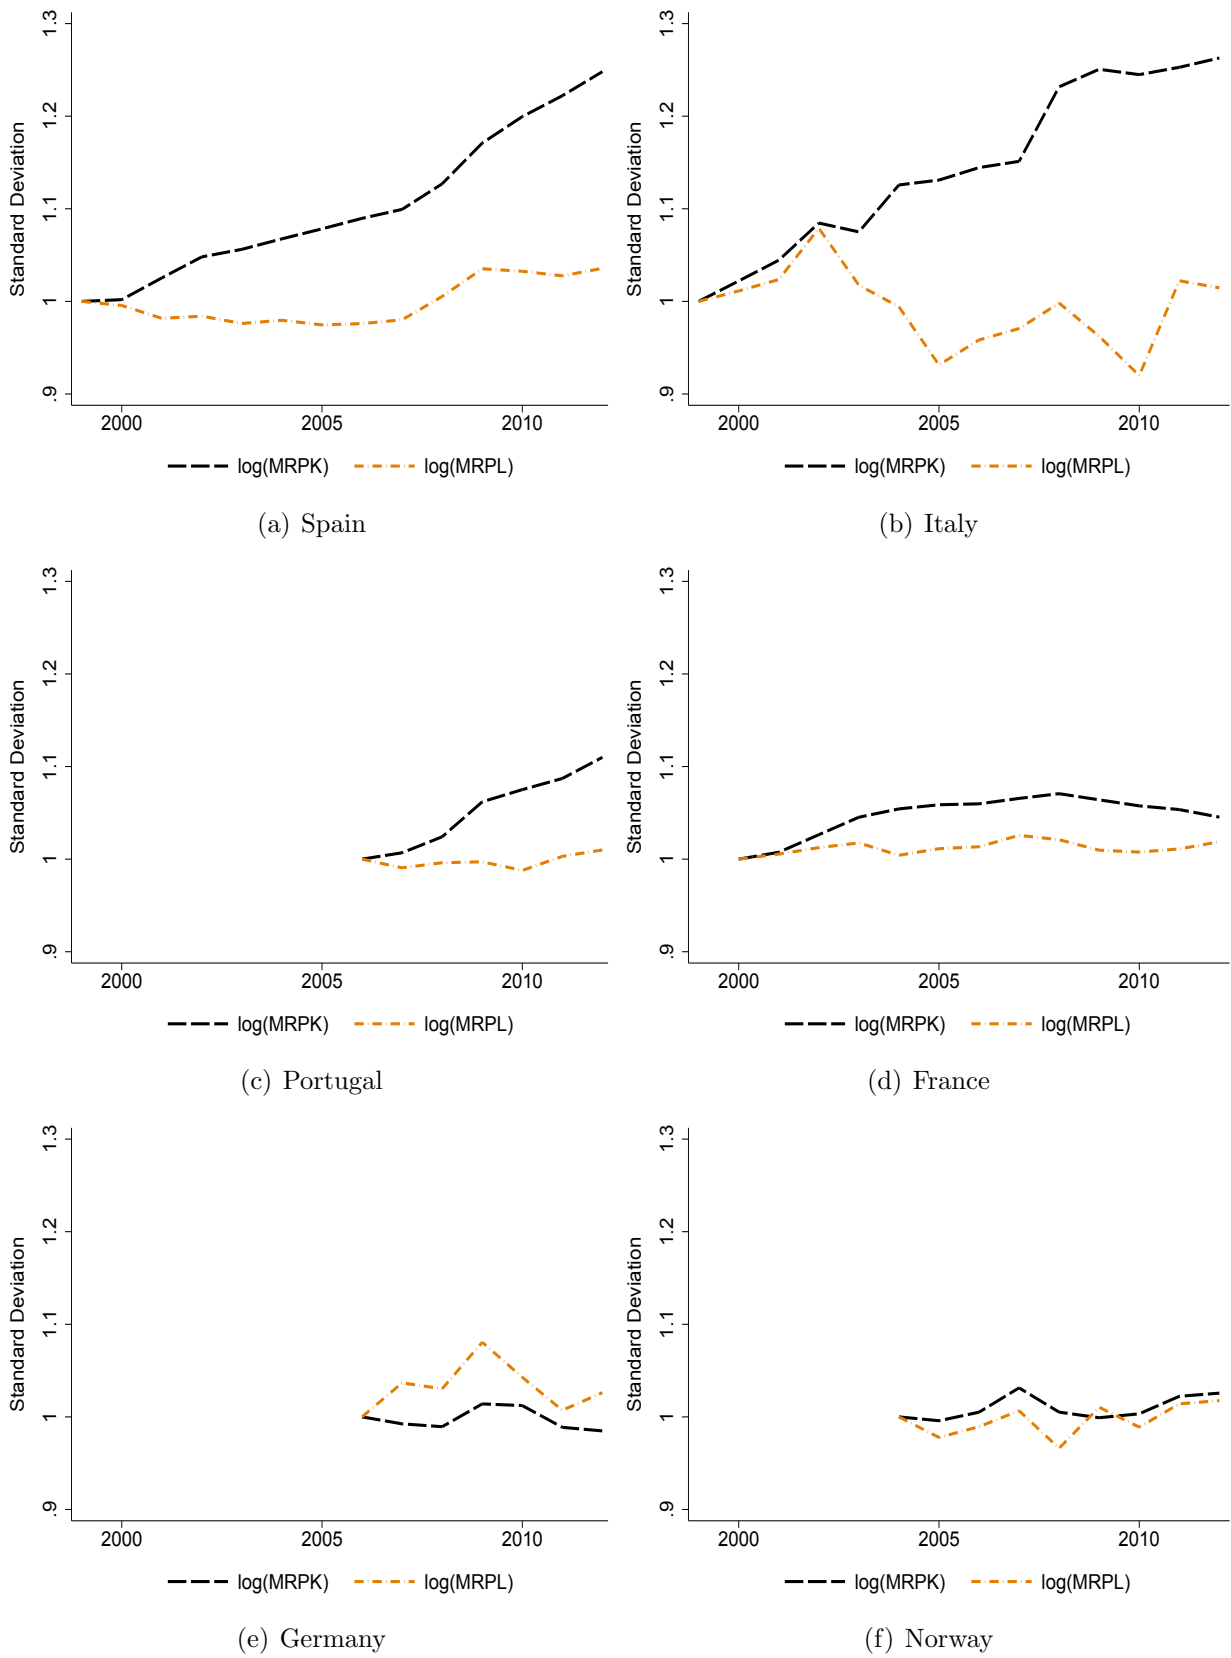 Standard Deviation
1.3
1.2
1.1
1
.9
2000 2005 2010
log(MRPK) log(MRPL)
(a) Spain
Standard Deviation
1.3
1.2
1.1
1
.9
2000 2005 2010
log(MRPK) log(MRPL)
(b) Italy
Standard Deviation
1.3
1.2
1.1
1
.9
2000 2005 2010
log(MRPK) log(MRPL)
(c) Portugal
Standard Deviation
1.3
1.2
1.1
1
.9
2000 2005 2010
log(MRPK) log(MRPL)
(d) France
Standard Deviation
1.3
1.2
1.1
1
.9
2000 2005 2010
log(MRPK) log(MRPL)
(e) Germany
Standard Deviation
1.3
1.2
1.1
1
.9
2000 2005 2010
log(MRPK) log(MRPL)
(f) Norway